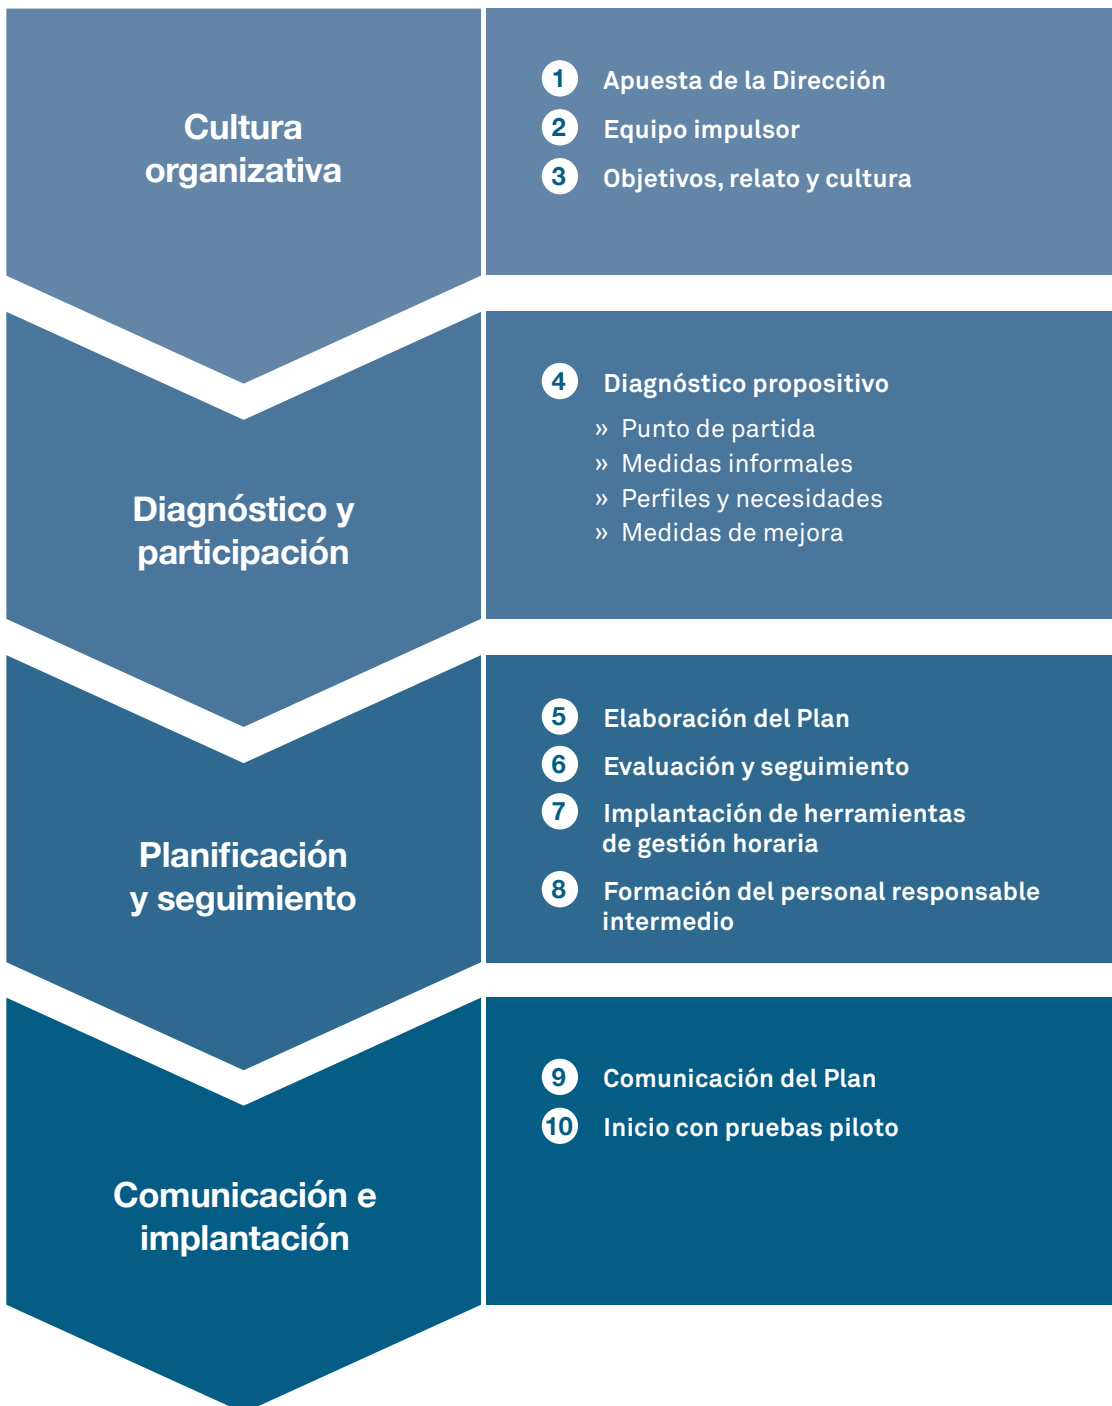 Cultura
organizativa
1 Apuesta de la Dirección
2 Equipo impulsor
3 Objetivos, relato y cultura
Diagnóstico y
participación
4 Diagnóstico propositivo
» Punto de partida
» Medidas informales
» Perfiles y necesidades
» Medidas de mejora
Planificación
y seguimiento
5 Elaboración del Plan
6 Evaluación y seguimiento
7 Implantación de herramientas
de gestión horaria
8 Formación del personal responsable
intermedio
Comunicación e
implantación
9 Comunicación del Plan
10 Inicio con pruebas piloto